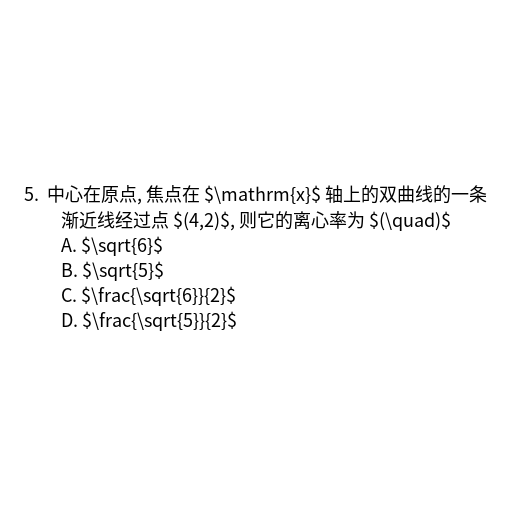 5. 中心在原点, 焦点在 $\mathrm{x}$ 轴上的双曲线的一条
渐近线经过点 $(4,2)$, 则它的离心率为 $(\quad)$
A. $\sqrt{6}$
B. $\sqrt{5}$
C. $\frac{\sqrt{6}}{2}$
D. $\frac{\sqrt{5}}{2}$